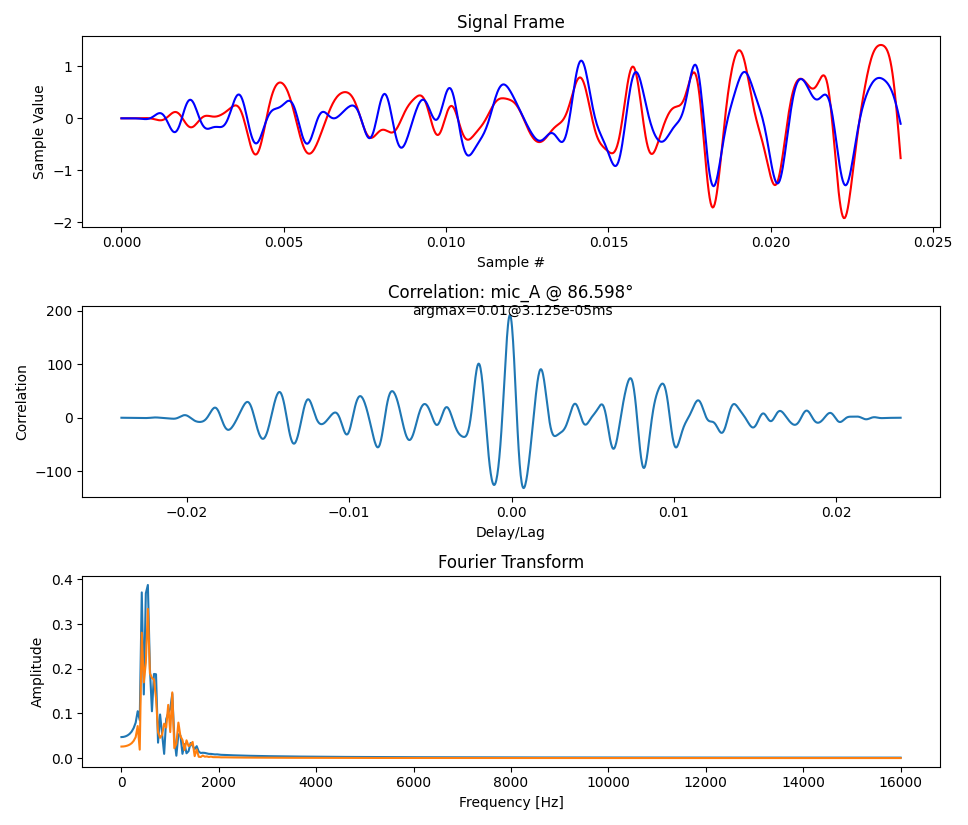 Signal Frame
Sample Value
1
0
−1
−2
0.000 0.005 0.010 0.015 0.020 0.025
Sample #
Correlation: mic_A @ 86.598°
argmax=0.01@3.125e-05ms
Correlation
200
100
0
−100
−0.02 −0.01 0.00 0.01 0.02
Delay/Lag
Fourier Transform
Amplitude
0.4
0.3
0.2
0.1
0.0
0 2000 4000 6000 8000 10000 12000 14000 16000
Frequency [Hz]